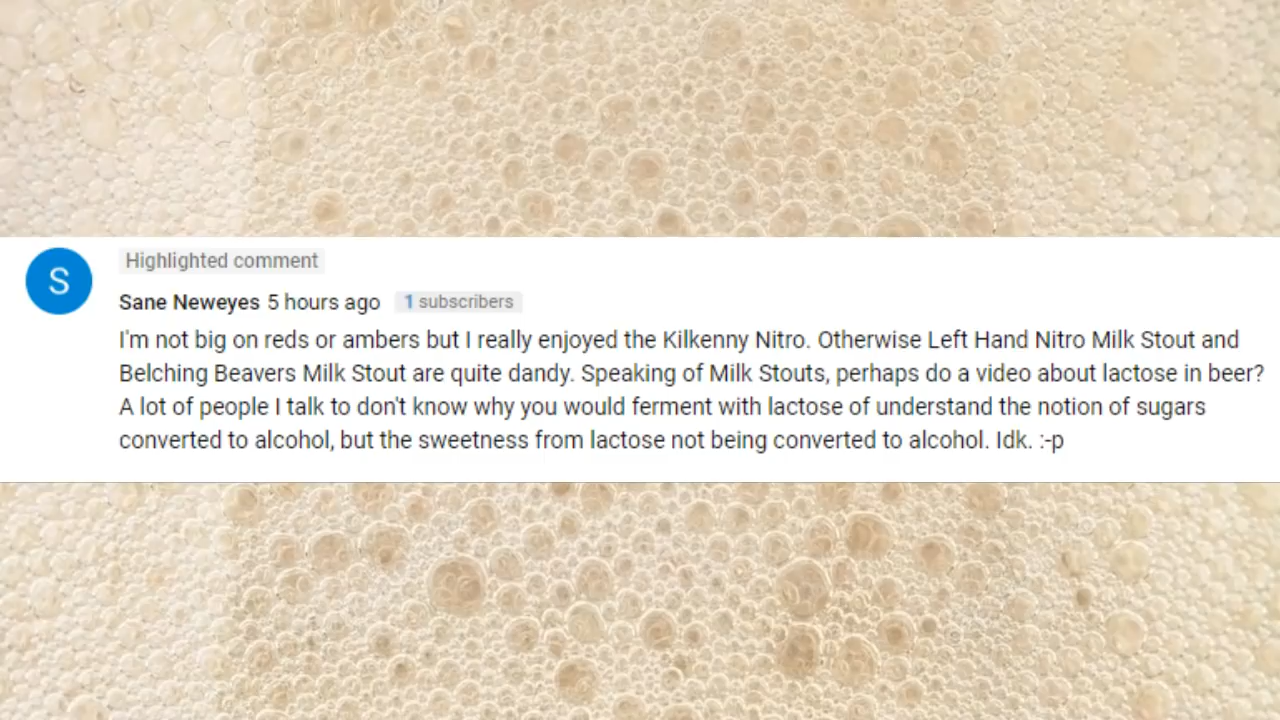 Highlighted comment
S
Sane Neweyes 5 hours ago 1 subscribers
I'm not big on reds or ambers but I really enjoyed the Kilkenny Nitro. Otherwise Left Hand Nitro Milk Stout and
Belching Beavers Milk Stout are quite dandy. Speaking of Milk Stouts, perhaps do a video about lactose in beer?
A lot of people I talk to don't know why you would ferment with lactose of understand the notion of sugars
converted to alcohol, but the sweetness from lactose not being converted to alcohol. Idk. :-p